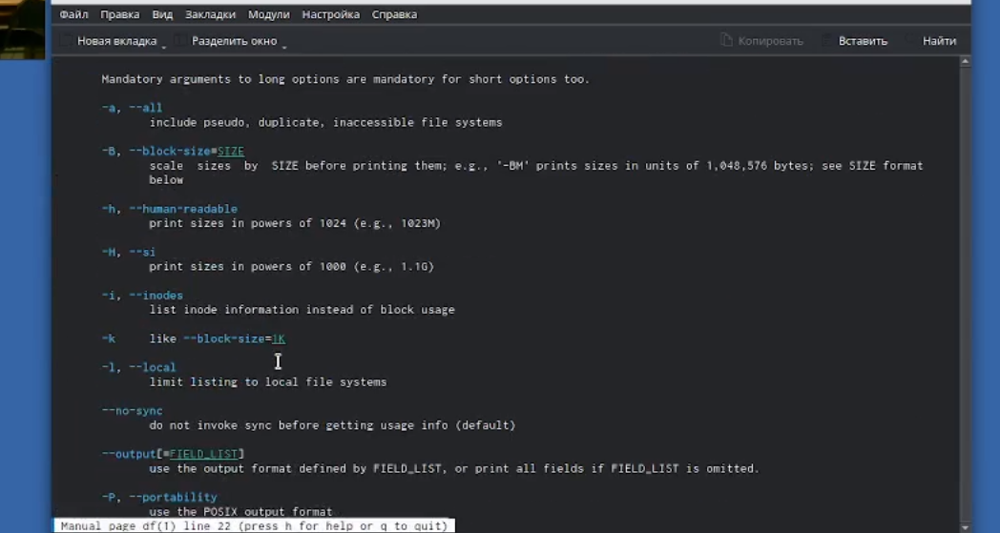 Файл Правка Вид Закладки Модули Настройка Справка
Новая вкладка Разделить окно Копировать Вставить Найти
Mandatory arguments to long options are mandatory for short options too.
-a, --all
include pseudo, duplicate, inaccessible file systems
-B, --block-size=SIZE
scale sizes by SIZE before printing them; e.g., '-BM' prints sizes in units of 1,048,576 bytes; see SIZE format
below
-h, --human-readable
print sizes in powers of 1024 (e.g., 1023M)
-H, --si
print sizes in powers of 1000 (e.g., 1.1G)
-i, --inodes
list inode information instead of block usage
-k like --block-size=1K
-l, --local
limit listing to local file systems
--no-sync
do not invoke sync before getting usage info (default)
--output[=FIELD_LIST]
use the output format defined by FIELD_LIST, or print all fields if FIELD_LIST is omitted.
-P, --portability
use the POSIX output format
Manual page df(1) line 22 (press h for help or q to quit)